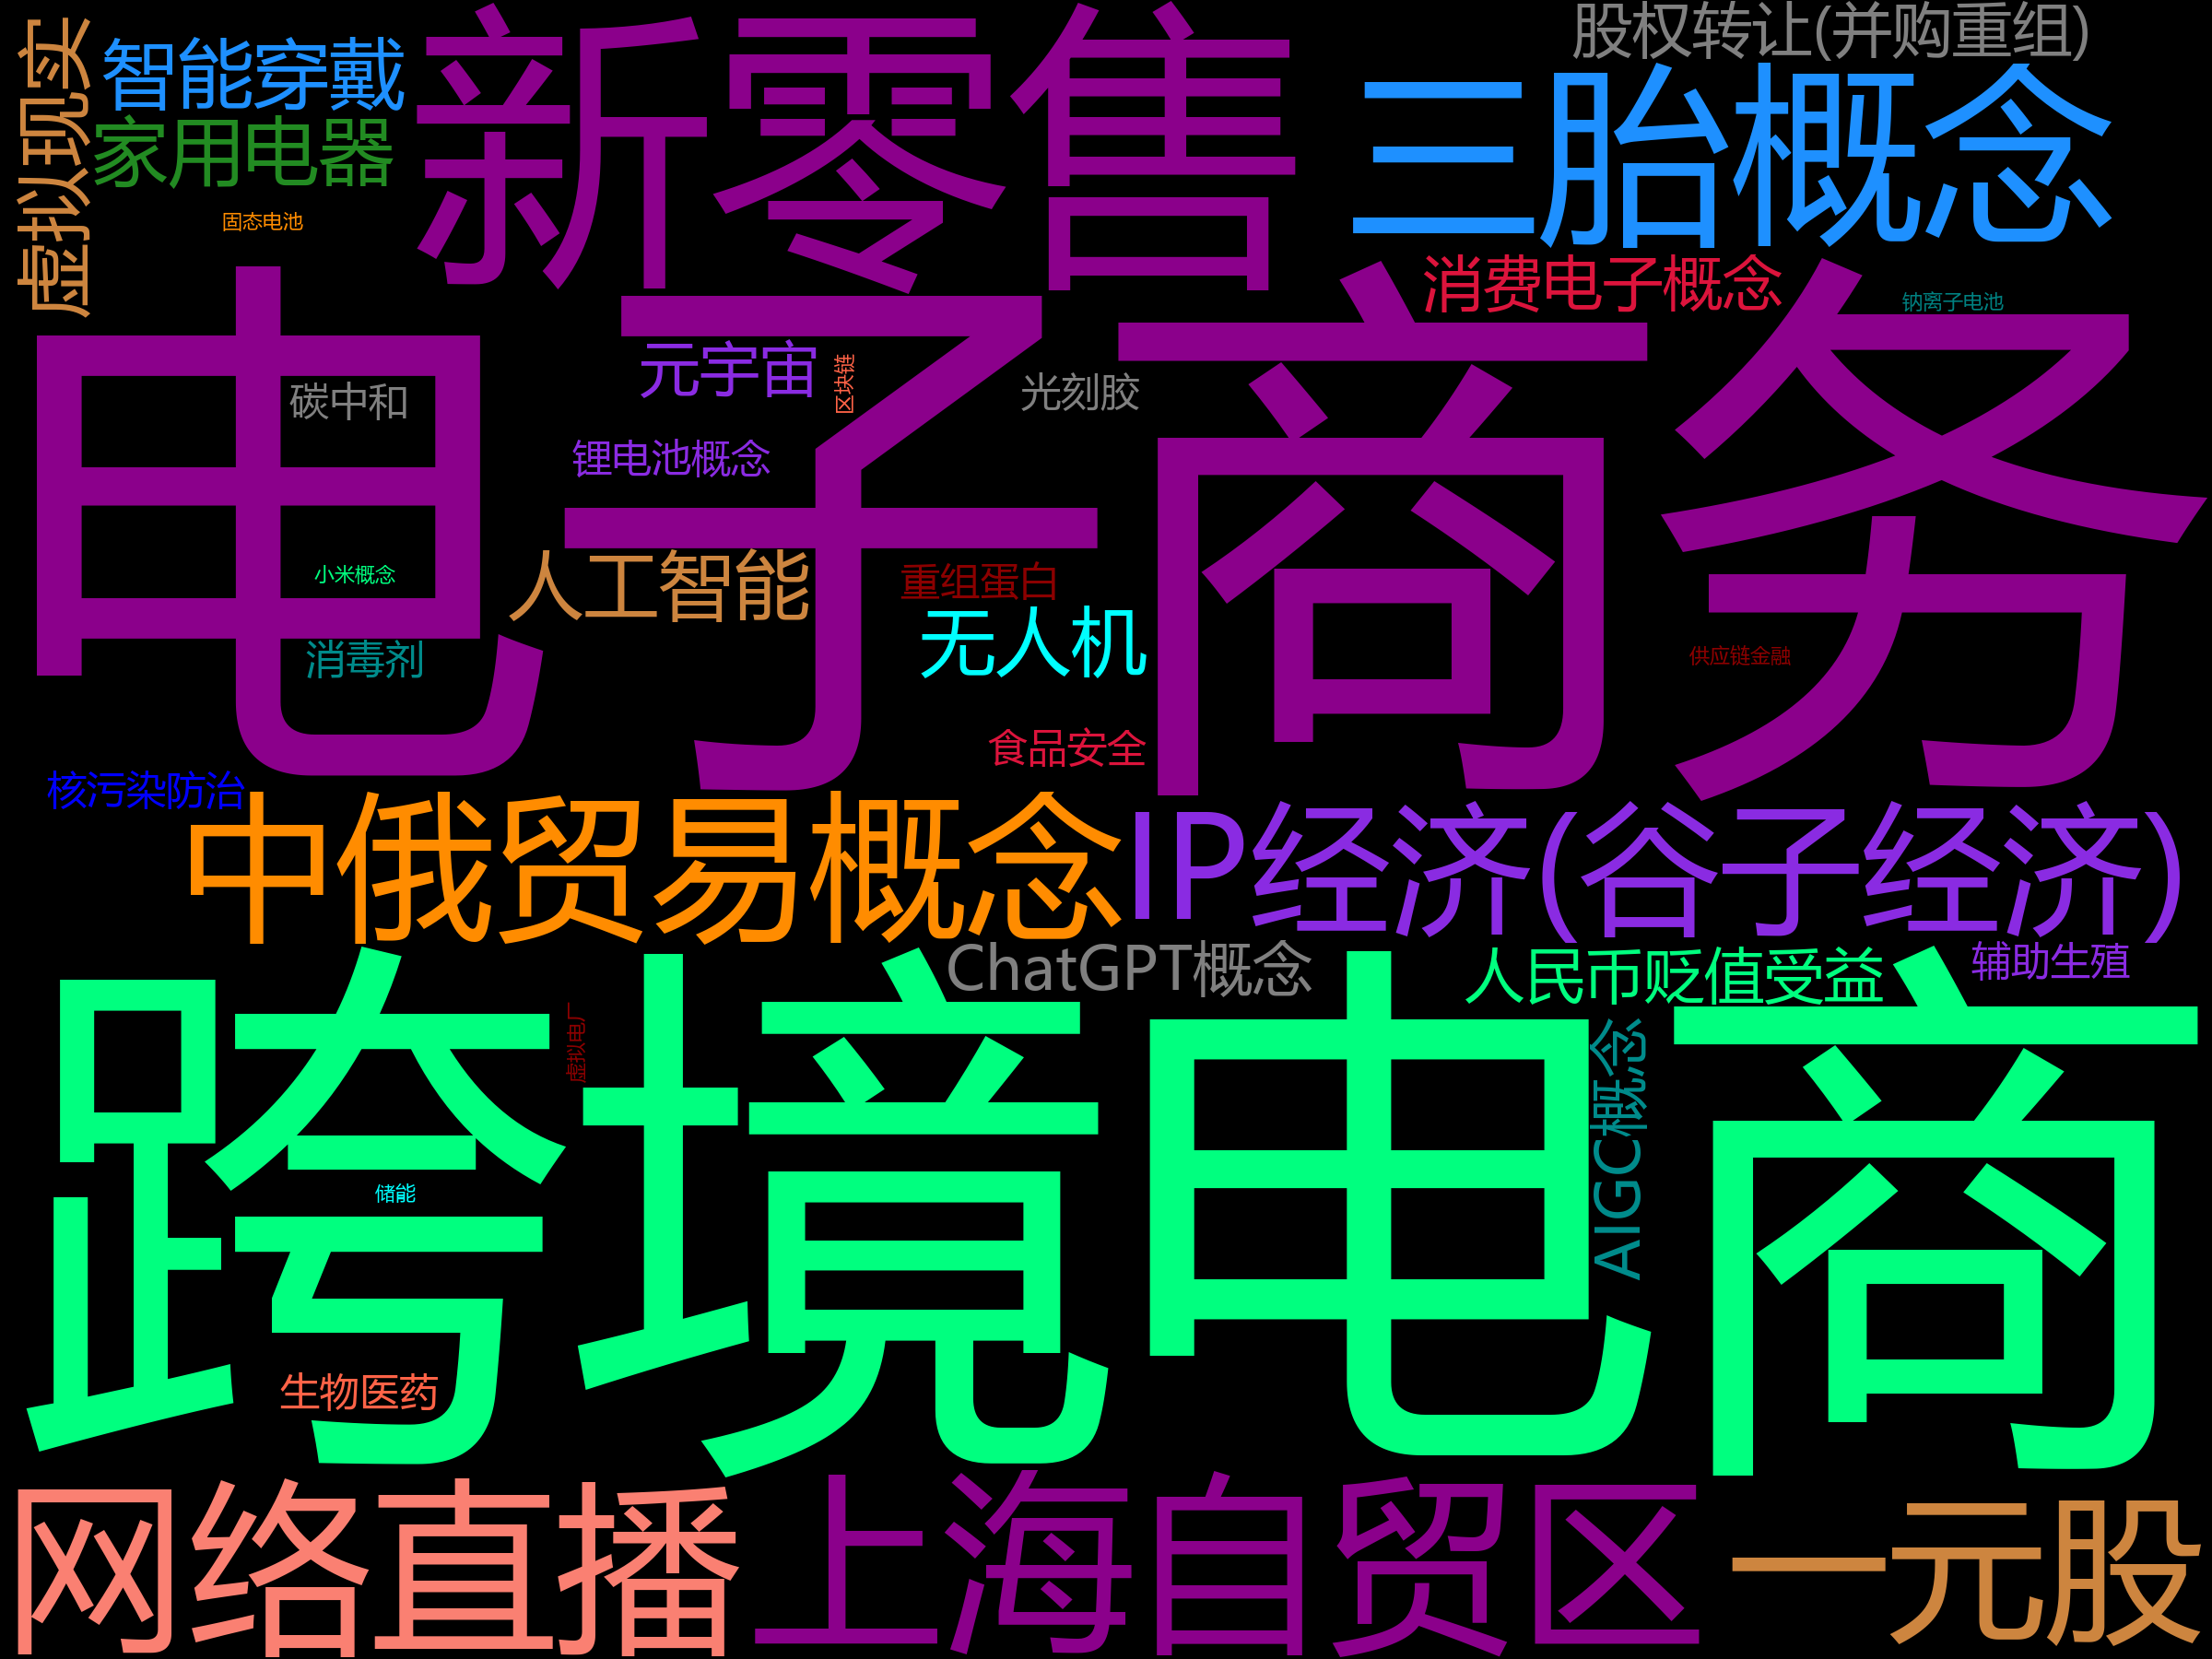 股权转让(并购重组)
虚拟现实
智能穿戴
新零售
三胎概念
家用电器
固态电池
消费电子概念
钠离子电池
电子商务
元宇宙
区块链
光刻胶
碳中和
锂电池概念
小米概念
人工智能
重组蛋白
无人机
消毒剂
供应链金融
食品安全
核污染防治
中俄贸易概念
IP经济(谷子经济)
ChatGPT概念
人民币贬值受益
辅助生殖
跨境电商
虚拟电厂
AIGC概念
储能
生物医药
网络直播
上海自贸区
一元股